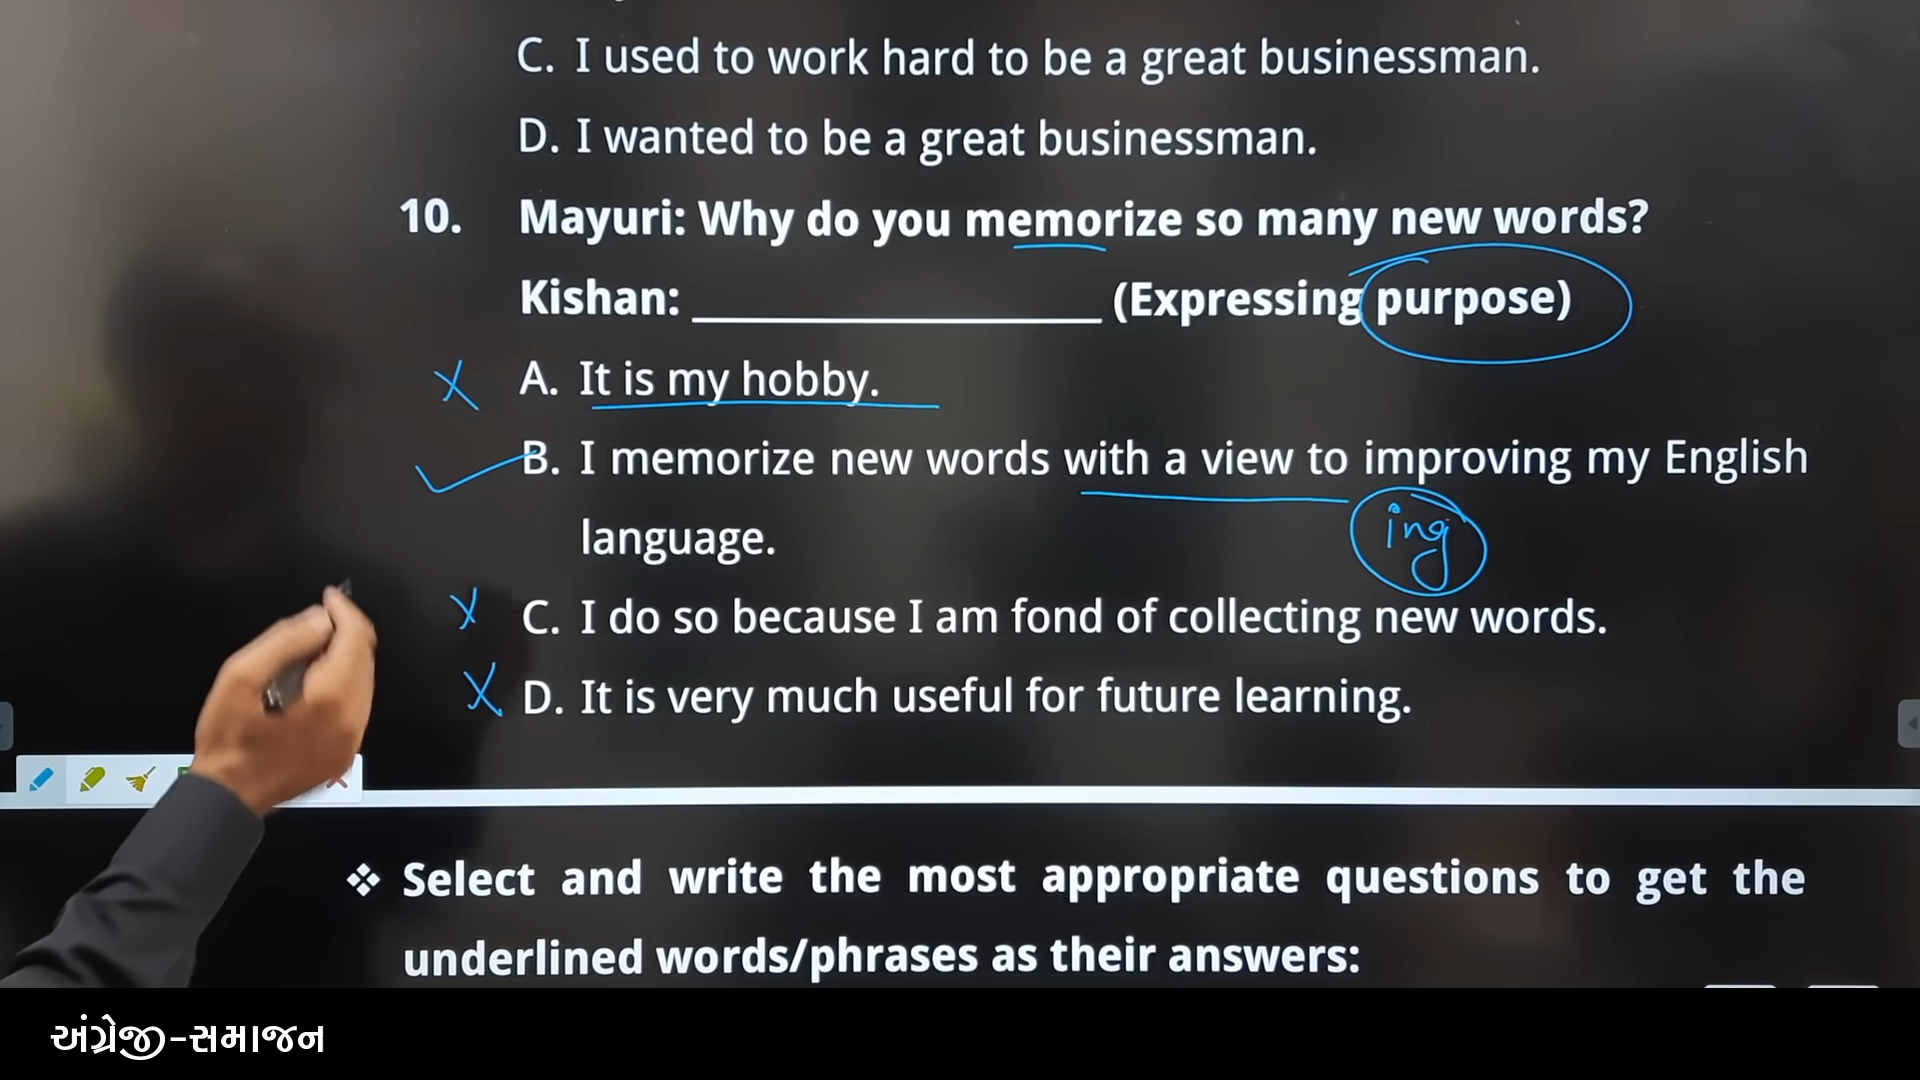 C. I used to work hard to be a great businessman.
D. I wanted to be a great businessman.
10. Mayuri: Why do you memorize so many new words?
Kishan: ________________ (Expressing purpose)
A. It is my hobby.
B. I memorize new words with a view to improving my English
ing
language.
C. I do so because I am fond of collecting new words.
D. It is very much useful for future learning.
❖ Select and write the most appropriate questions to get the
underlined words/phrases as their answers:
અંગ્રેજી-સમાજન